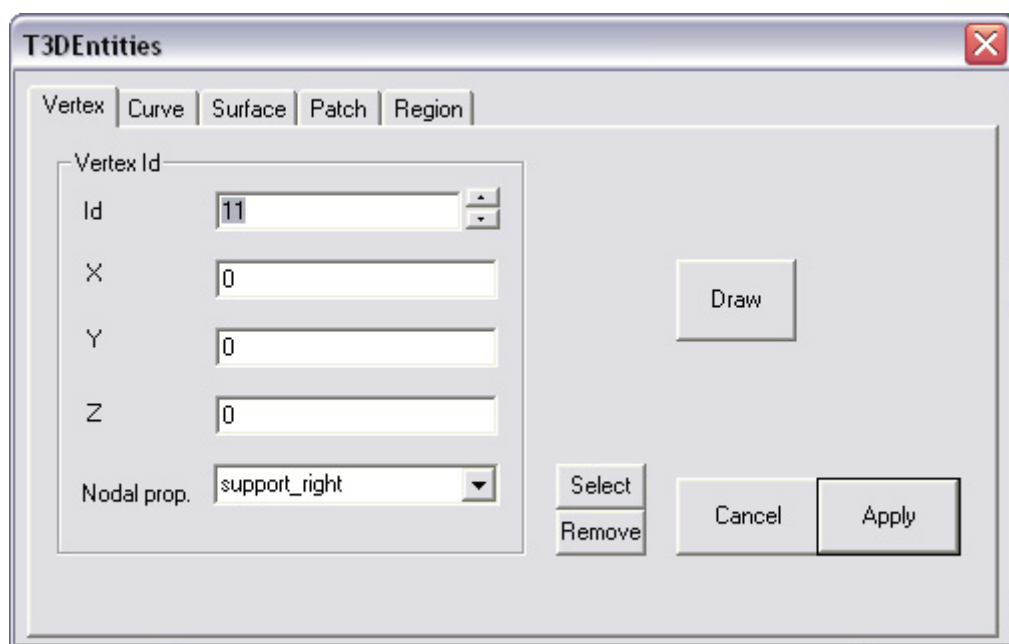 T3DEntities
Vertex Curve Surface Patch Region
Vertex Id
Id 11
X 0
Y 0
Z 0
Nodal prop. support_right
Draw
Select
Remove
Cancel Apply